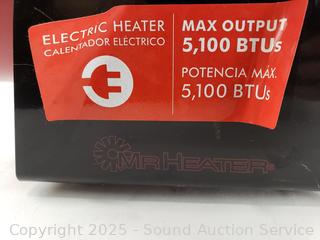 ELECTRIC HEATER
CALENTADOR ELÉCTRICO
MAX OUTPUT
5,100 BTUs
POTENCIA MÁX.
5,100 BTUs
MR HEATER®
Copyright 2025 - Sound Auction Service